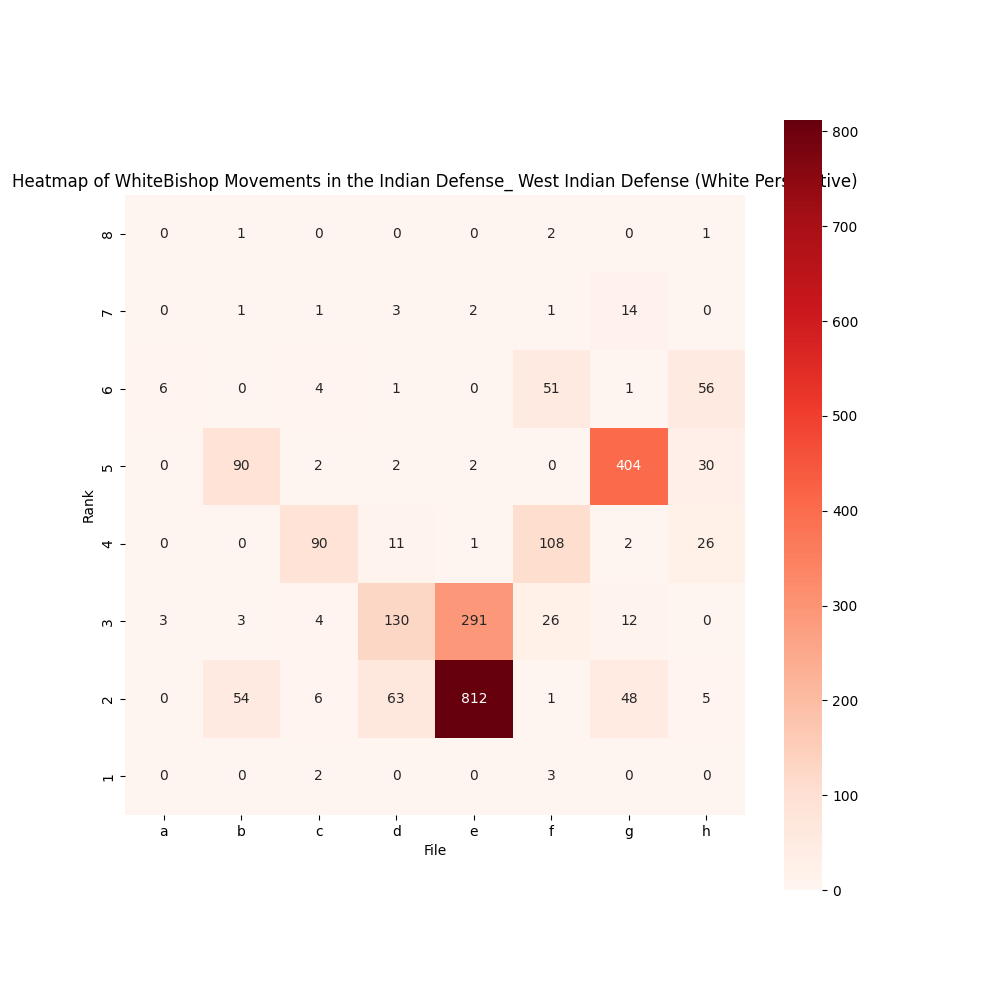 Heatmap of WhiteBishop Movements in the Indian Defense_ West Indian Defense (White Perspective)
8 0 1 0 0 0 2 0 1
7 0 1 1 3 2 1 14 0
6 6 0 4 1 0 51 1 56
5 0 90 2 2 2 0 404 30
4 0 0 90 11 1 108 2 26
3 3 3 4 130 291 26 12 0
2 0 54 6 63 812 1 48 5
1 0 0 2 0 0 3 0 0
a b c d e f g h
File
Rank
800
700
600
500
400
300
200
100
0